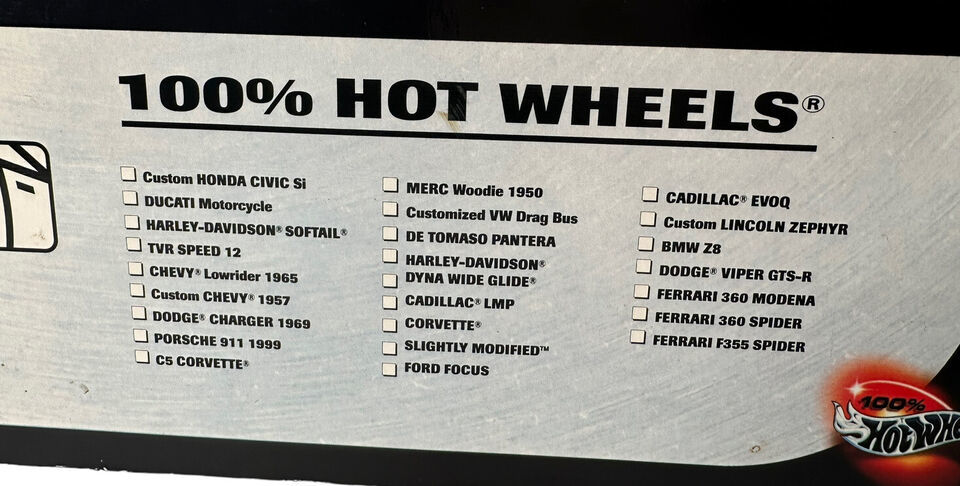 100% HOT WHEELS®
Custom HONDA CIVIC Si
DUCATI Motorcycle
HARLEY-DAVIDSON® SOFTAIL®
TVR SPEED 12
CHEVY® Lowrider 1965
Custom CHEVY® 1957
DODGE® CHARGER 1969
PORSCHE 911 1999
C5 CORVETTE®
MERC Woodie 1950
Customized VW Drag Bus
DE TOMASO PANTERA
HARLEY-DAVIDSON®
DYNA WIDE GLIDE®
CADILLAC® LMP
CORVETTE®
SLIGHTLY MODIFIED™
FORD FOCUS
CADILLAC® EVOQ
Custom LINCOLN ZEPHYR
BMW Z8
DODGE® VIPER GTS-R
FERRARI 360 MODENA
FERRARI 360 SPIDER
FERRARI F355 SPIDER
100%
HOT WHE